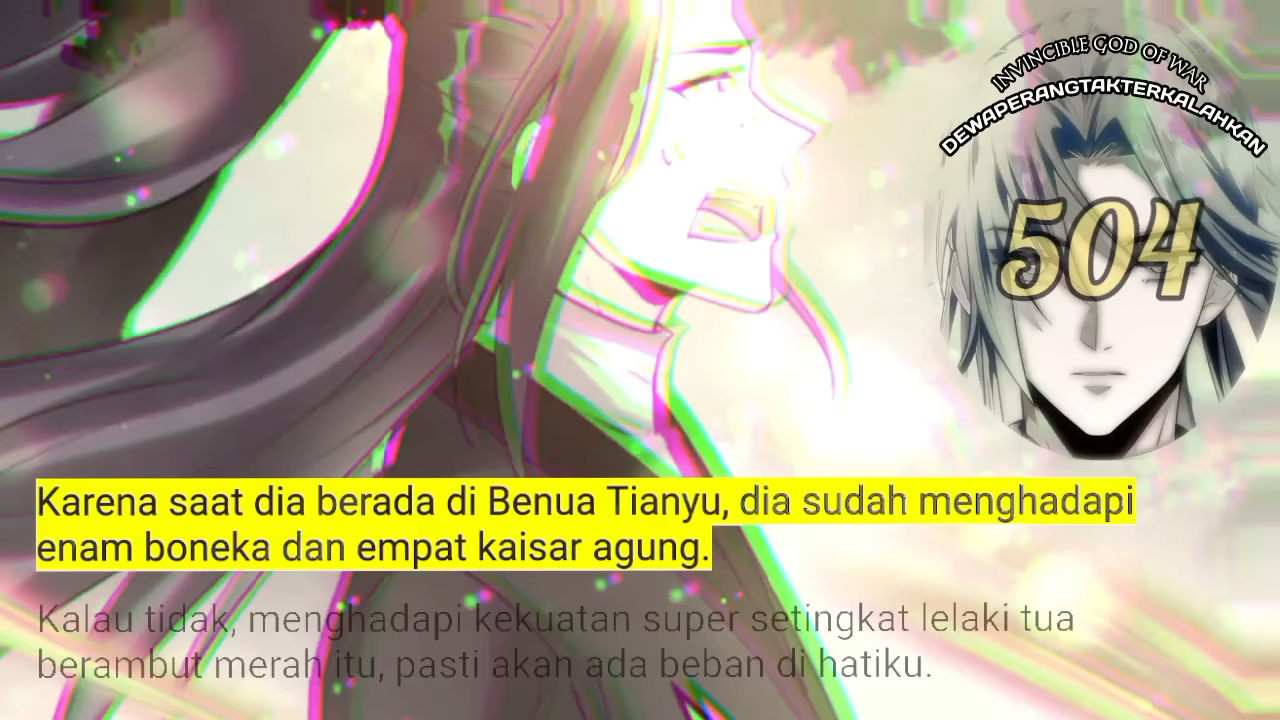 INVINCIBLE GOD OF WAR
DEWAPERANGTAKTERKALAHKAN
504
Karena saat dia berada di Benua Tianyu, dia sudah menghadapi
enam boneka dan empat kaisar agung.
Kalau tidak, menghadapi kekuatan super setingkat lelaki tua
berambut merah itu, pasti akan ada beban di hatiku.